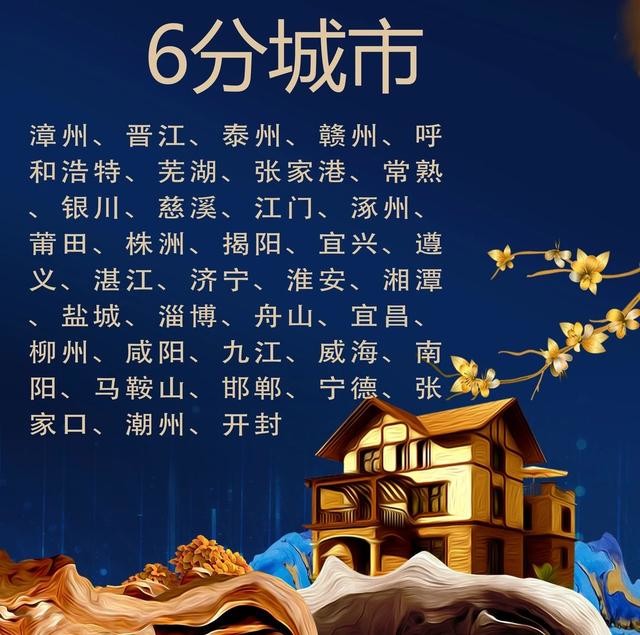 6分城市
漳州、晋江、泰州、赣州、呼
和浩特、芜湖、张家港、常熟
、银川、慈溪、江门、涿州、
莆田、株洲、揭阳、宜兴、遵
义、湛江、济宁、淮安、湘潭
、盐城、淄博、舟山、宜昌、
柳州、咸阳、九江、威海、南
阳、马鞍山、邯郸、宁德、张
家口、潮州、开封